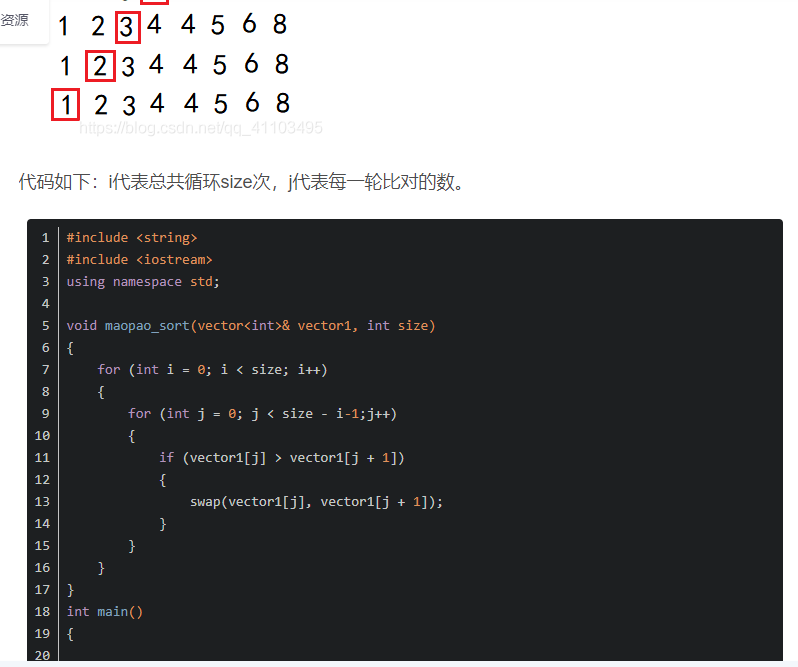 资源
1 2 3 4 4 5 6 8
1 2 3 4 4 5 6 8
1 2 3 4 4 5 6 8
https://blog.csdn.net/qq_41103495
代码如下：i代表总共循环size次，j代表每一轮比对的数。
1 #include <string>
2 #include <iostream>
3 using namespace std;
4
5 void maopao_sort(vector<int>& vector1, int size)
6 {
7 for (int i = 0; i < size; i++)
8 {
9 for (int j = 0; j < size - i-1;j++)
10 {
11 if (vector1[j] > vector1[j + 1])
12 {
13 swap(vector1[j], vector1[j + 1]);
14 }
15 }
16 }
17 }
18 int main()
19 {
20